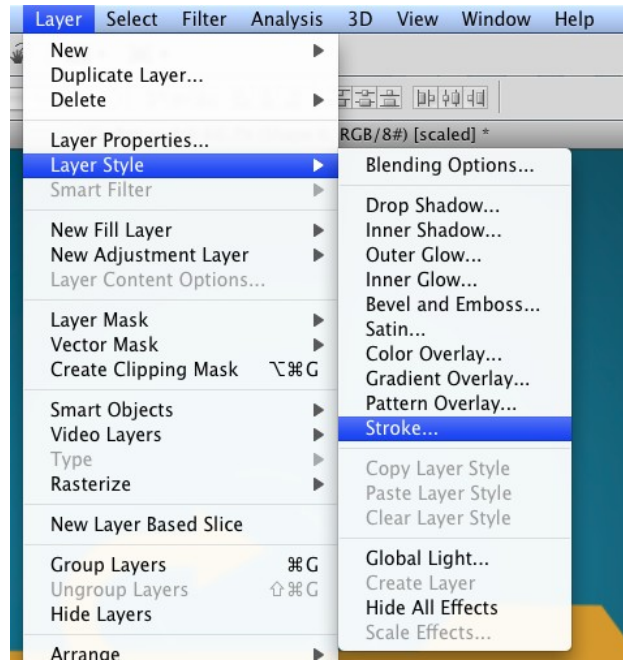 Layer Select Filter Analysis 3D View Window Help
New
Duplicate Layer...
Delete
RGB/8#) [scaled] *
Layer Properties...
Layer Style
Smart Filter
New Fill Layer
New Adjustment Layer
Layer Content Options...
Layer Mask
Vector Mask
Create Clipping Mask ⌥⌘G
Smart Objects
Video Layers
Type
Rasterize
New Layer Based Slice
Group Layers ⌘G
Ungroup Layers ⇧⌘G
Hide Layers
Arrange
Blending Options...
Drop Shadow...
Inner Shadow...
Outer Glow...
Inner Glow...
Bevel and Emboss...
Satin...
Color Overlay...
Gradient Overlay...
Pattern Overlay...
Stroke...
Copy Layer Style
Paste Layer Style
Clear Layer Style
Global Light...
Create Layer
Hide All Effects
Scale Effects...